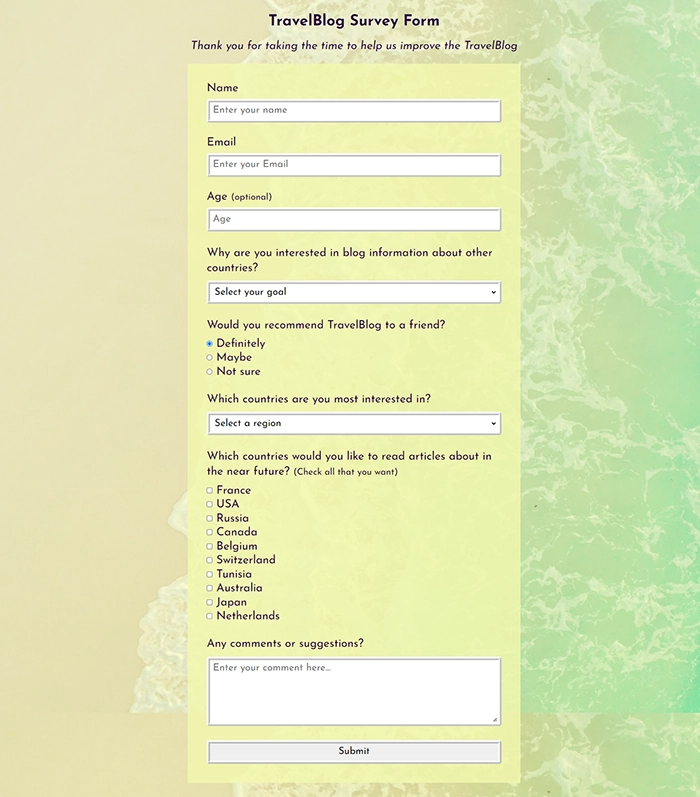 TravelBlog Survey Form
Thank you for taking the time to help us improve the TravelBlog
Name
Enter your name
Email
Enter your Email
Age (optional)
Age
Why are you interested in blog information about other
countries?
Select your goal
Would you recommend TravelBlog to a friend?
Definitely
Maybe
Not sure
Which countries are you most interested in?
Select a region
Which countries would you like to read articles about in
the near future? (Check all that you want)
France
USA
Russia
Canada
Belgium
Switzerland
Tunisia
Australia
Japan
Netherlands
Any comments or suggestions?
Enter your comment here...
Submit